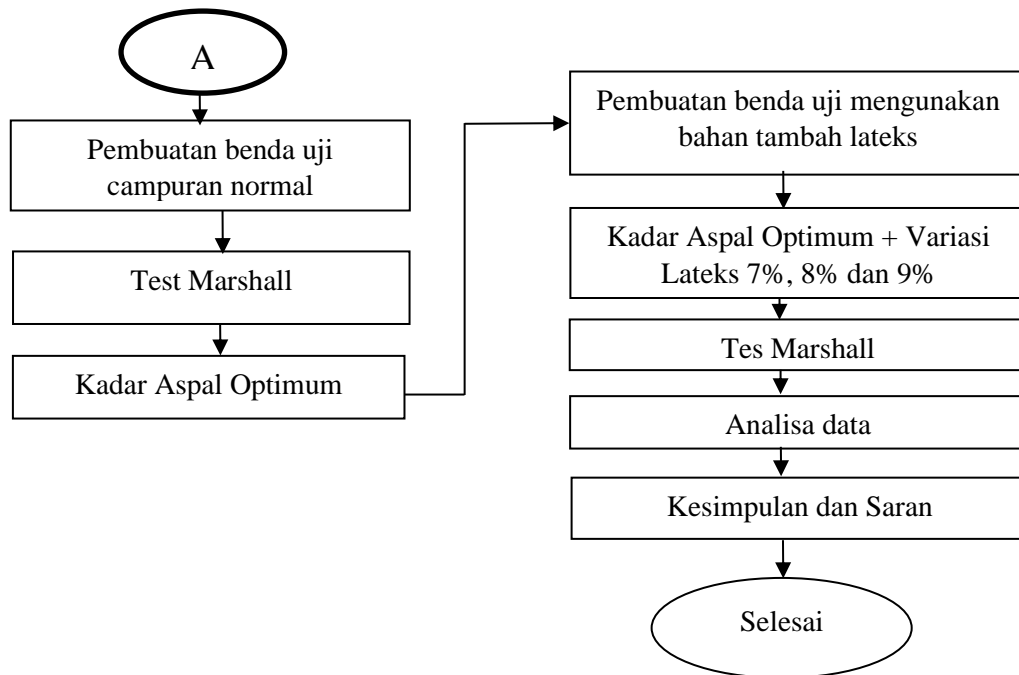 A
Pembuatan benda uji
campuran normal
Test Marshall
Kadar Aspal Optimum
Pembuatan benda uji mengunakan
bahan tambah lateks
Kadar Aspal Optimum + Variasi
Lateks 7%, 8% dan 9%
Tes Marshall
Analisa data
Kesimpulan dan Saran
Selesai